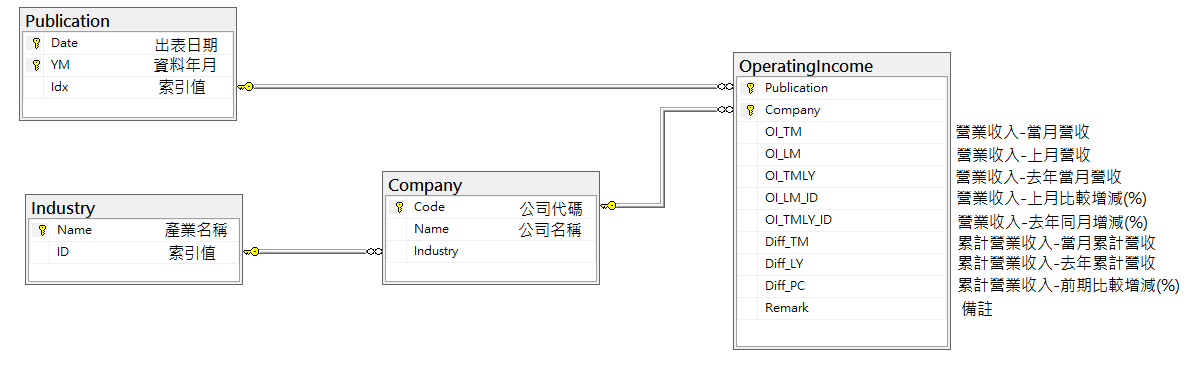 Publication
Date 出表日期
YM 資料年月
Idx 索引值
Industry
Name 產業名稱
ID 索引值
Company
Code 公司代碼
Name 公司名稱
Industry
OperatingIncome
Publication
Company
OI_TM 營業收入-當月營收
OI_LM 營業收入-上月營收
OI_TMLY 營業收入-去年當月營收
OI_LM_ID 營業收入-上月比較增減(%)
OI_TMLY_ID 營業收入-去年同月增減(%)
Diff_TM 累計營業收入-當月累計營收
Diff_LY 累計營業收入-去年累計營收
Diff_PC 累計營業收入-前期比較增減(%)
Remark 備註